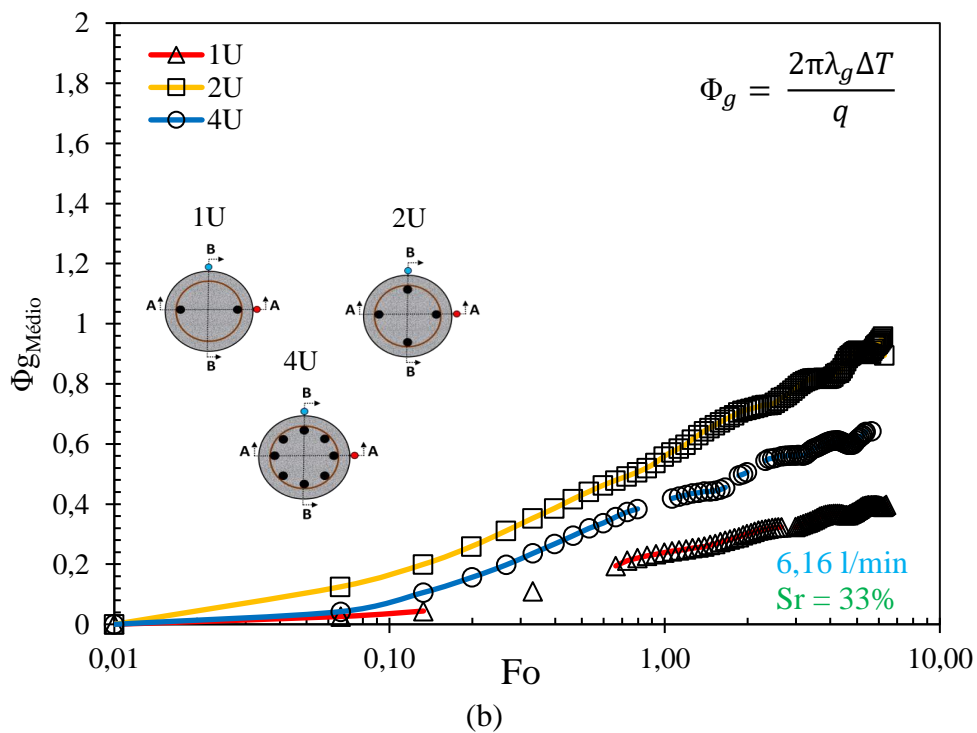 2
1,8
1,6
1,4
1,2
1
0,8
0,6
0,4
0,2
0
Φg_Médio
1U
2U
4U
Φ_g = 2πλ_gΔT / q
1U
B
A A
B
2U
B
A A
B
4U
B
A A
B
6,16 l/min
Sr = 33%
0,01 0,10 1,00 10,00
Fo
(b)